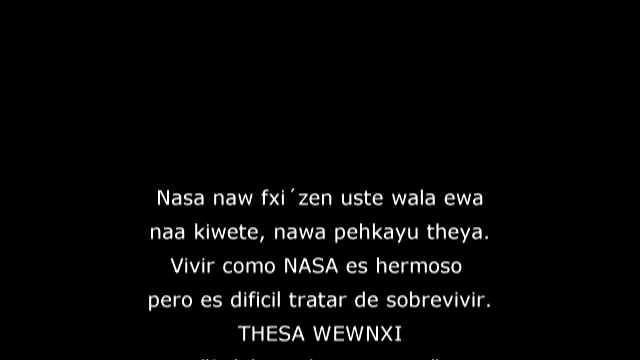 Nasa naw fxi´zen uste wala ewa
naa kiwete, nawa pehkayu theya.
Vivir como NASA es hermoso
pero es dificil tratar de sobrevivir.
THESA WEWNXI